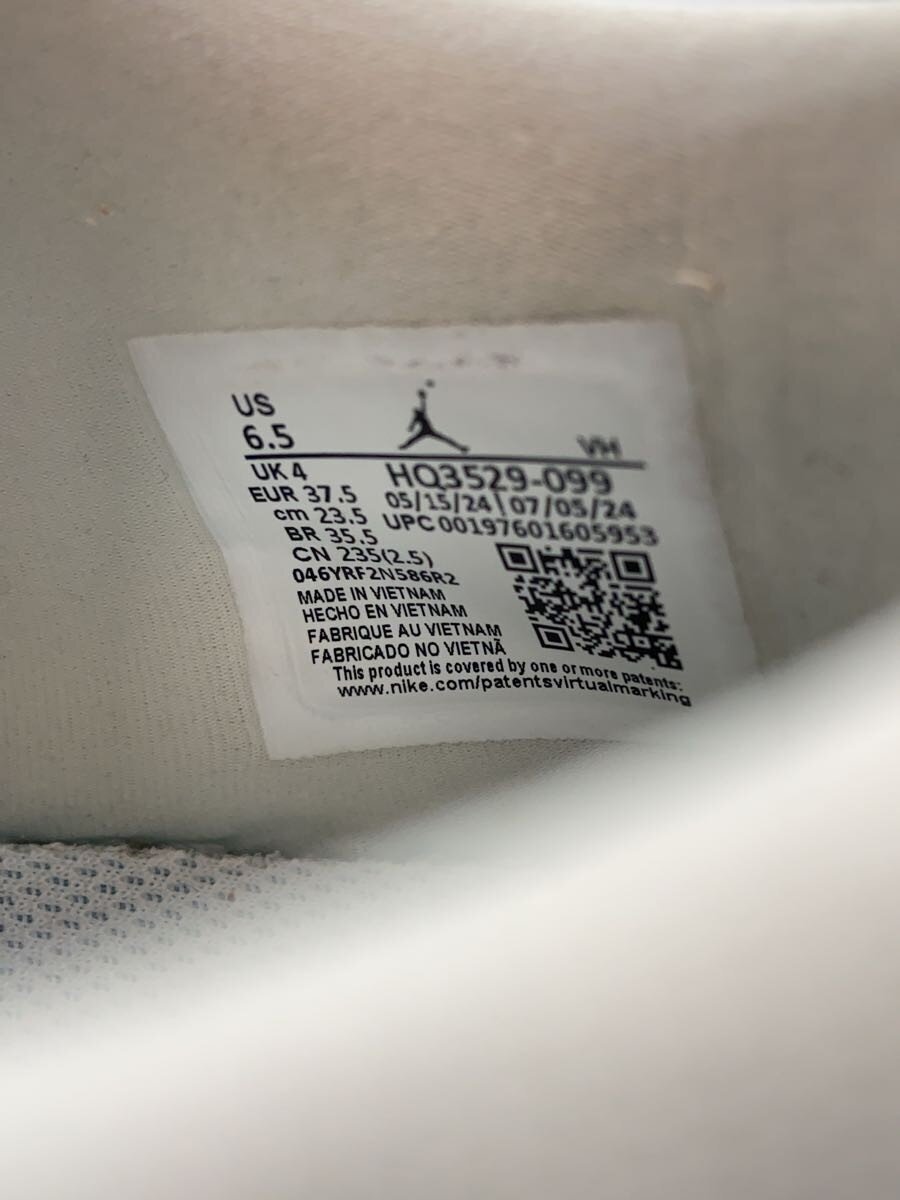 US
6.5
VH
UK 4
EUR 37.5
cm 23.5
BR 35.5
CN 235(2.5)
HQ3529-099
05/15/24\07/05/24
UPC 00197601605953
046YRF2N586R2
MADE IN VIETNAM
HECHO EN VIETNAM
FABRIQUE AU VIETNAM
FABRICADO NO VIETNÃ
This product is covered by one or more patents:
www.nike.com/patentsvirtualmarking